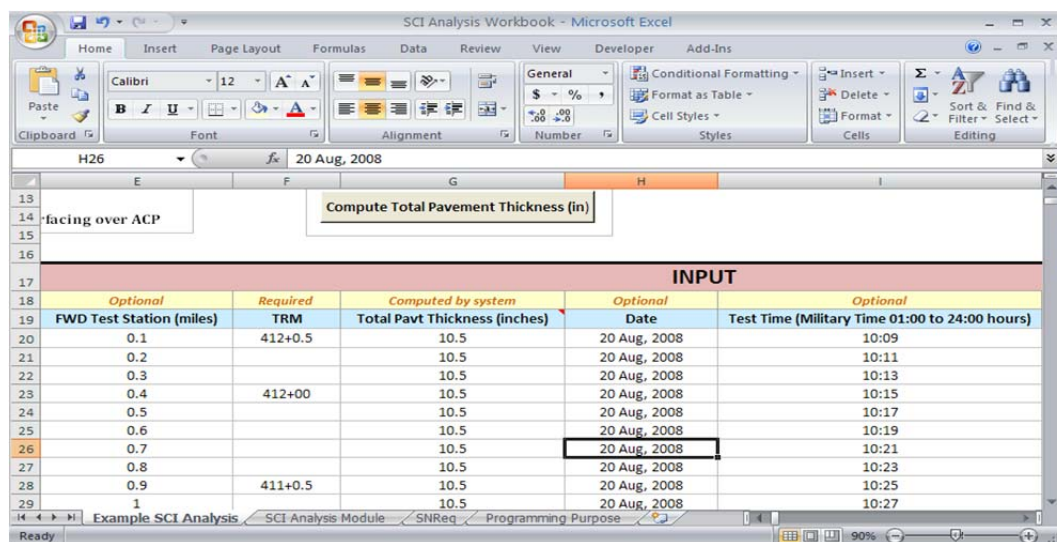 SCI Analysis Workbook - Microsoft Excel
Home Insert Page Layout Formulas Data Review View Developer Add-Ins
Paste
Calibri 12 A A
B I U A
General
$ % ,
.0 .00 .00 .0
Conditional Formatting
Format as Table
Cell Styles
Insert
Delete
Format
Σ
Sort & Filter
Find & Select
Clipboard Font Alignment Number Styles Cells Editing
H26 fx 20 Aug, 2008
E F G H I
13 Compute Total Pavement Thickness (in)
14 rfacing over ACP
15
16
17 INPUT
18 Optional Required Computed by system Optional Optional
19 FWD Test Station (miles) TRM Total Pavt Thickness (inches) Date Test Time (Military Time 01:00 to 24:00 hours)
20 0.1 412+0.5 10.5 20 Aug, 2008 10:09
21 0.2 10.5 20 Aug, 2008 10:11
22 0.3 10.5 20 Aug, 2008 10:13
23 0.4 412+00 10.5 20 Aug, 2008 10:15
24 0.5 10.5 20 Aug, 2008 10:17
25 0.6 10.5 20 Aug, 2008 10:19
26 0.7 10.5 20 Aug, 2008 10:21
27 0.8 10.5 20 Aug, 2008 10:23
28 0.9 411+0.5 10.5 20 Aug, 2008 10:25
29 1 10.5 20 Aug, 2008 10:27
Example SCI Analysis SCI Analysis Module SNReq Programming Purpose
Ready 90%